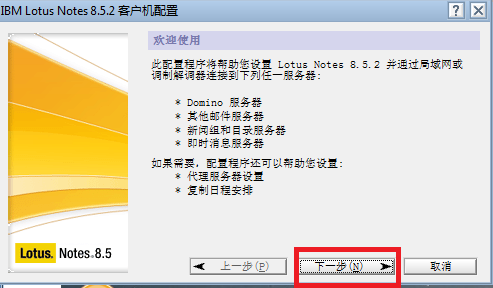 IBM Lotus Notes 8.5.2 客户机配置
欢迎使用
此配置程序将帮助您设置 Lotus Notes 8.5.2 并通过局域网或
调制解调器连接到下列任一服务器:
* Domino 服务器
* 其他邮件服务器
* 新闻组和目录服务器
* 即时消息服务器
如果需要，配置程序还可以帮助您设置:
* 代理服务器设置
* 复制日程安排
Lotus. Notes 8.5
上一步(P)
下一步(N)
取消